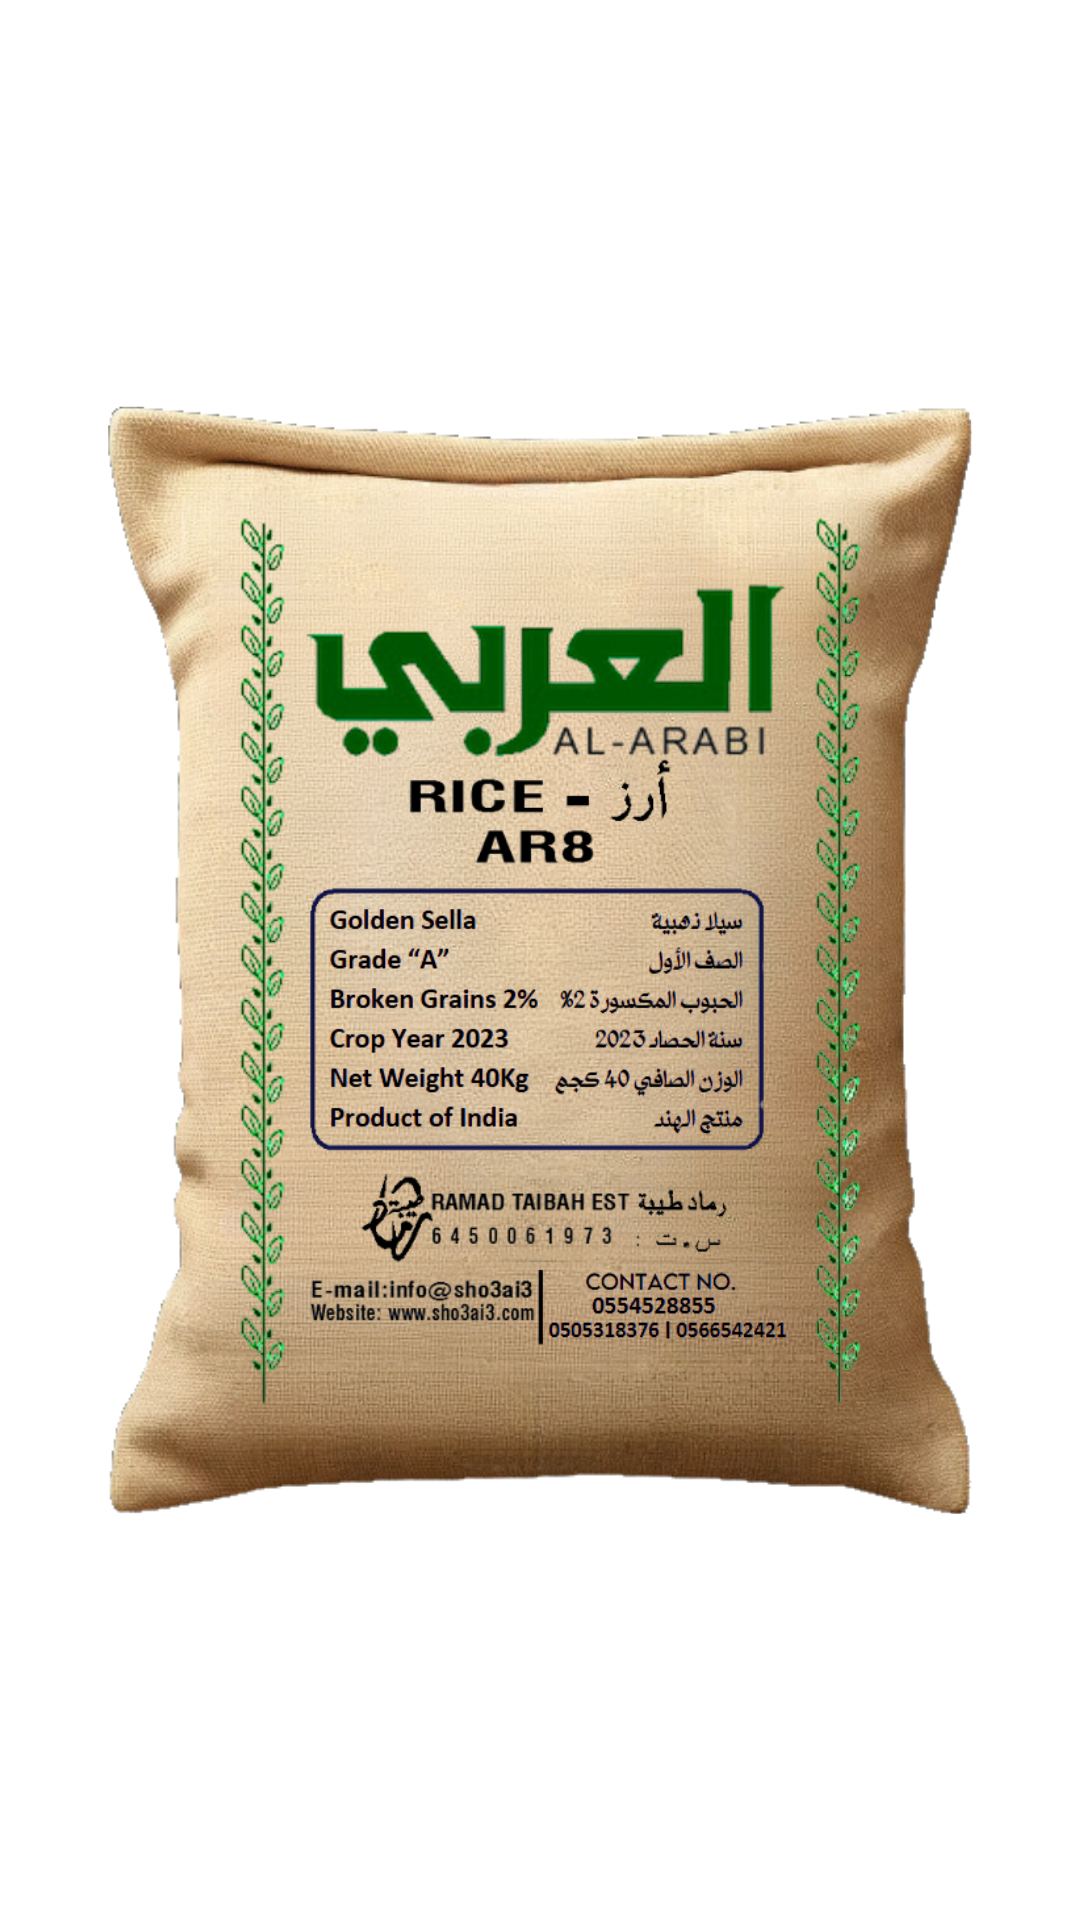 العربي
AL-ARABI
RICE - أرز
AR8
Golden Sella سيلا ذهبية
Grade “A” الصف الأول
Broken Grains 2% الحبوب المكسورة 2%
Crop Year 2023 سنة الحصاد 2023
Net Weight 40Kg الوزن الصافي 40 كجم
Product of India منتج الهند
RAMAD TAIBAH EST رماد طيبة
6450061973 : س.ت
E-mail:info@sho3ai3
Website: www.sho3ai3.com
CONTACT NO.
0554528855
0505318376 | 0566542421